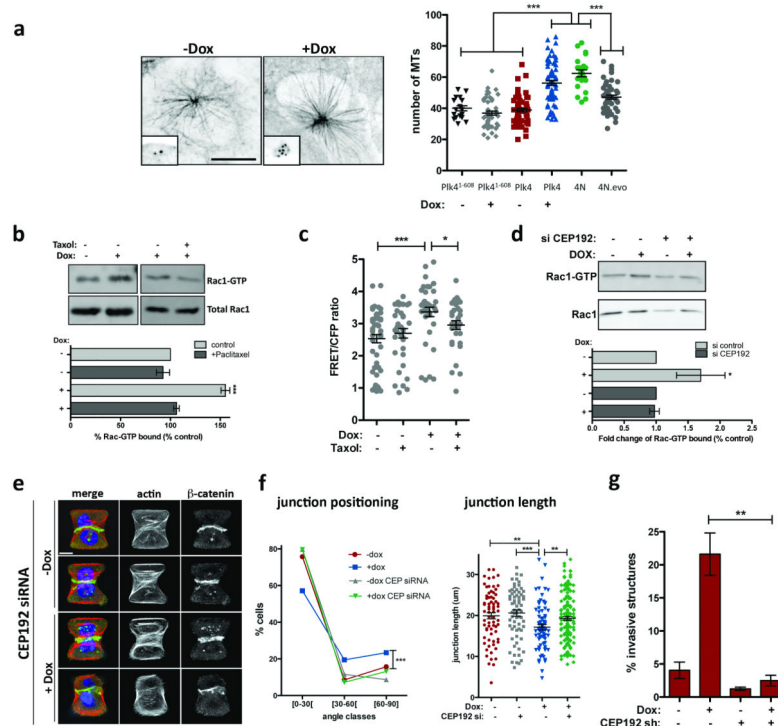 a
-Dox +Dox
***
***
number of MTs
100
80
60
40
20
0
Plk4¹⁻⁶⁰⁸ Plk4¹⁻⁶⁰⁸ Plk4 Plk4 4N 4N.evo
Dox: - + - +
b
Taxol: - - - +
Dox: - + + +
Rac1-GTP
Total Rac1
Dox:
control
+Paclitaxel
-
-
+
+
***
0 50 100 150
% Rac-GTP bound (% control)
c
***
*
FRET/CFP ratio
5
4
3
2
1
0
Dox: - - + +
Taxol: - + - +
d
si CEP192: - - + +
DOX: - + - +
Rac1-GTP
Rac1
Dox:
si control
si CEP192
-
+
-
+
*
0.0 0.5 1.0 1.5 2.0 2.5
Fold change of Rac-GTP bound (% control)
e
merge actin β-catenin
CEP192 siRNA
-Dox
+ Dox
f
junction positioning
-dox
+dox
-dox CEP siRNA
+dox CEP siRNA
% cells
80
60
40
20
0
***
[0-30[ [30-60[ [60-90[
angle classes
junction length
**
***
**
junction length (um)
40
30
20
10
0
Dox: - - + +
CEP192 si: - + - +
g
**
% invasive structures
30
25
20
15
10
5
0
Dox: - + - +
CEP192 sh: - - + +